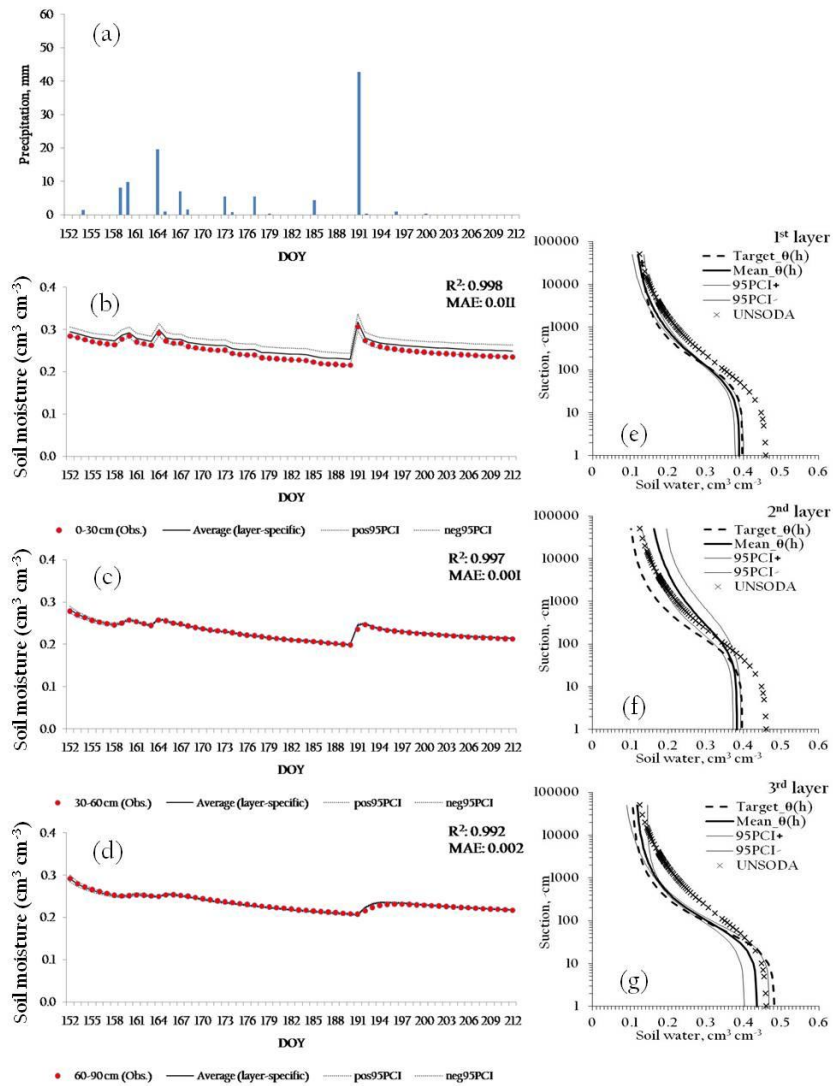 (a)
Precipitation, mm
60
50
40
30
20
10
0
152 155 158 161 164 167 170 173 176 179 182 185 188 191 194 197 200 203 206 209 212
DOY
(b)
R²: 0.998
MAE: 0.011
Soil moisture (cm³ cm⁻³)
0.4
0.3
0.2
0.1
0.0
152 155 158 161 164 167 170 173 176 179 182 185 188 191 194 197 200 203 206 209 212
DOY
0-30cm (Obs.) Average (layer-specific) pos95PCI neg95PCI
(c)
R²: 0.997
MAE: 0.001
Soil moisture (cm³ cm⁻³)
0.4
0.3
0.2
0.1
0.0
152 155 158 161 164 167 170 173 176 179 182 185 188 191 194 197 200 203 206 209 212
DOY
30-60cm (Obs.) Average (layer-specific) pos95PCI neg95PCI
(d)
R²: 0.992
MAE: 0.002
Soil moisture (cm³ cm⁻³)
0.4
0.3
0.2
0.1
0.0
152 155 158 161 164 167 170 173 176 179 182 185 188 191 194 197 200 203 206 209 212
DOY
60-90cm (Obs.) Average (layer-specific) pos95PCI neg95PCI
1st layer
Target_θ(h)
Mean_θ(h)
95PCI+
95PCI-
UNSODA
Suction, -cm
100000
10000
1000
100
10
1
(e)
0 0.1 0.2 0.3 0.4 0.5 0.6
Soil water, cm³ cm⁻³
2nd layer
Target_θ(h)
Mean_θ(h)
95PCI+
95PCI-
UNSODA
Suction, -cm
100000
10000
1000
100
10
1
(f)
0 0.1 0.2 0.3 0.4 0.5 0.6
Soil water, cm³ cm⁻³
3rd layer
Target_θ(h)
Mean_θ(h)
95PCI+
95PCI-
UNSODA
Suction, -cm
100000
10000
1000
100
10
1
(g)
0 0.1 0.2 0.3 0.4 0.5 0.6
Soil water, cm³ cm⁻³